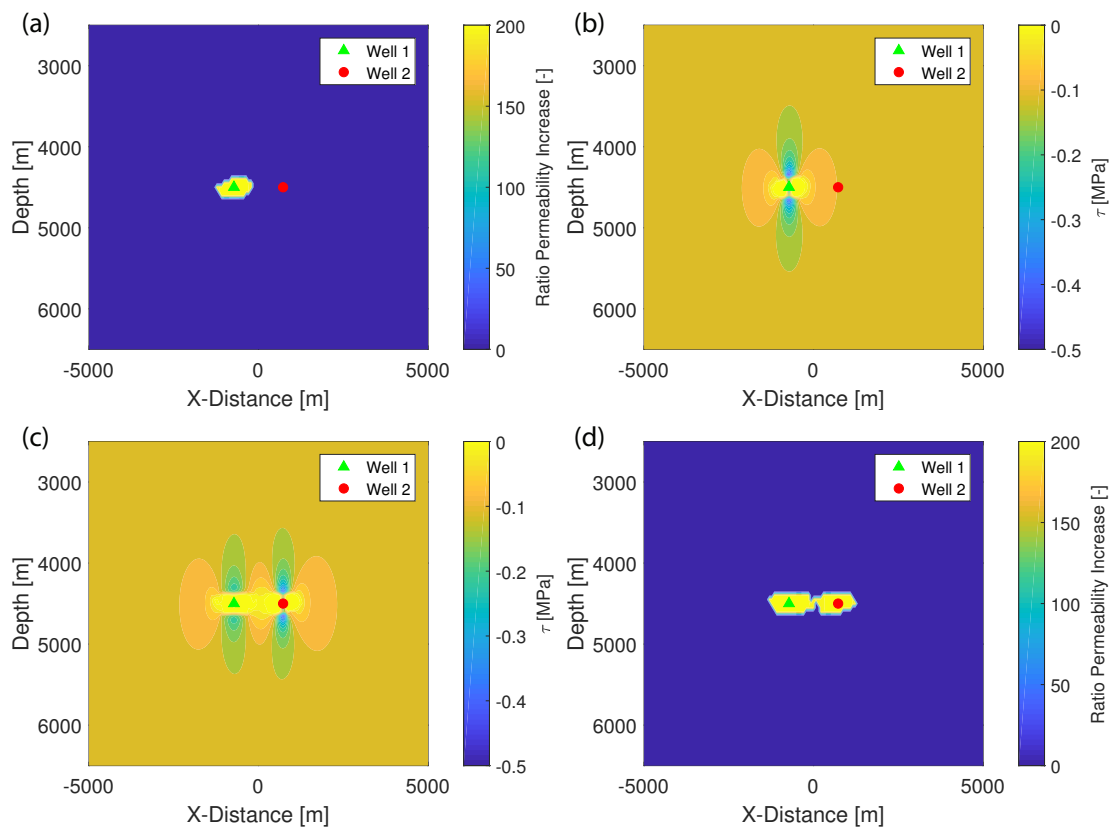 (a)
Well 1
Well 2
3000
4000
5000
6000
Depth [m]
-5000
0
5000
X-Distance [m]
200
150
100
50
0
Ratio Permeability Increase [-]
(b)
Well 1
Well 2
3000
4000
5000
6000
Depth [m]
-5000
0
5000
X-Distance [m]
0
-0.1
-0.2
-0.3
-0.4
-0.5
τ [MPa]
(c)
Well 1
Well 2
3000
4000
5000
6000
Depth [m]
-5000
0
5000
X-Distance [m]
0
-0.1
-0.2
-0.3
-0.4
-0.5
τ [MPa]
(d)
Well 1
Well 2
3000
4000
5000
6000
Depth [m]
-5000
0
5000
X-Distance [m]
200
150
100
50
0
Ratio Permeability Increase [-]